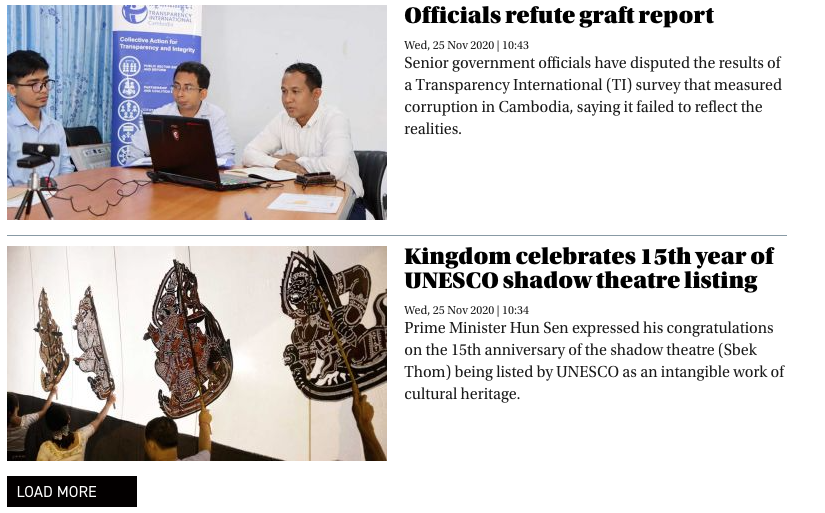 TRANSPARENCY
INTERNATIONAL
Cambodia
Collective Action for
Transparency and Integrity
Officials refute graft report
Wed, 25 Nov 2020 | 10:43
Senior government officials have disputed the results of
a Transparency International (TI) survey that measured
corruption in Cambodia, saying it failed to reflect the
realities.
Kingdom celebrates 15th year of
UNESCO shadow theatre listing
Wed, 25 Nov 2020 | 10:34
Prime Minister Hun Sen expressed his congratulations
on the 15th anniversary of the shadow theatre (Sbek
Thom) being listed by UNESCO as an intangible work of
cultural heritage.
LOAD MORE